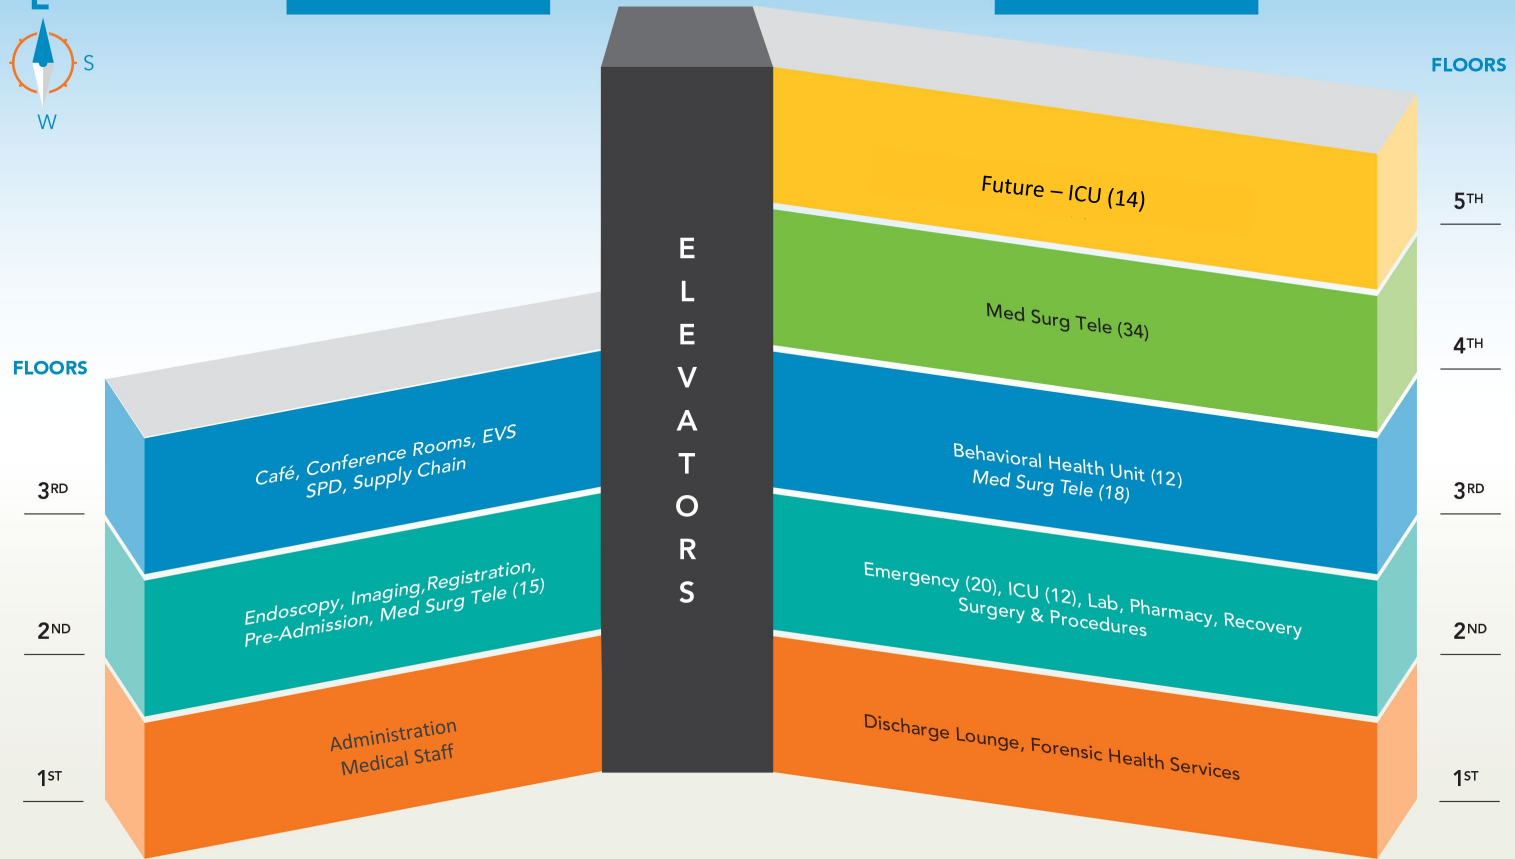 E
S
W
FLOORS
FLOORS
ELEVATORS
Future – ICU (14)
5TH
Med Surg Tele (34)
4TH
Café, Conference Rooms, EVS
SPD, Supply Chain
3RD
Behavioral Health Unit (12)
Med Surg Tele (18)
3RD
Endoscopy, Imaging,Registration,
Pre-Admission, Med Surg Tele (15)
2ND
Emergency (20), ICU (12), Lab, Pharmacy, Recovery
Surgery & Procedures
2ND
Administration
Medical Staff
1ST
Discharge Lounge, Forensic Health Services
1ST